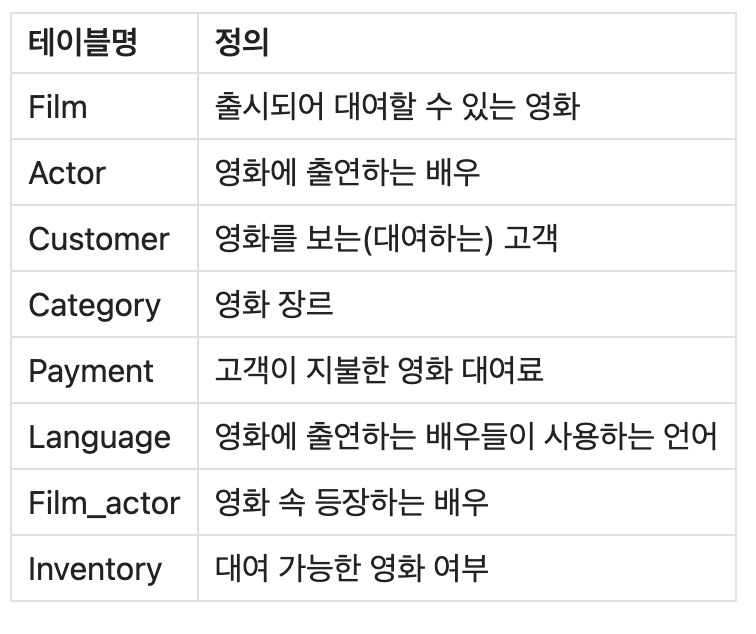 테이블명 정의
Film 출시되어 대여할 수 있는 영화
Actor 영화에 출연하는 배우
Customer 영화를 보는(대여하는) 고객
Category 영화 장르
Payment 고객이 지불한 영화 대여료
Language 영화에 출연하는 배우들이 사용하는 언어
Film_actor 영화 속 등장하는 배우
Inventory 대여 가능한 영화 여부